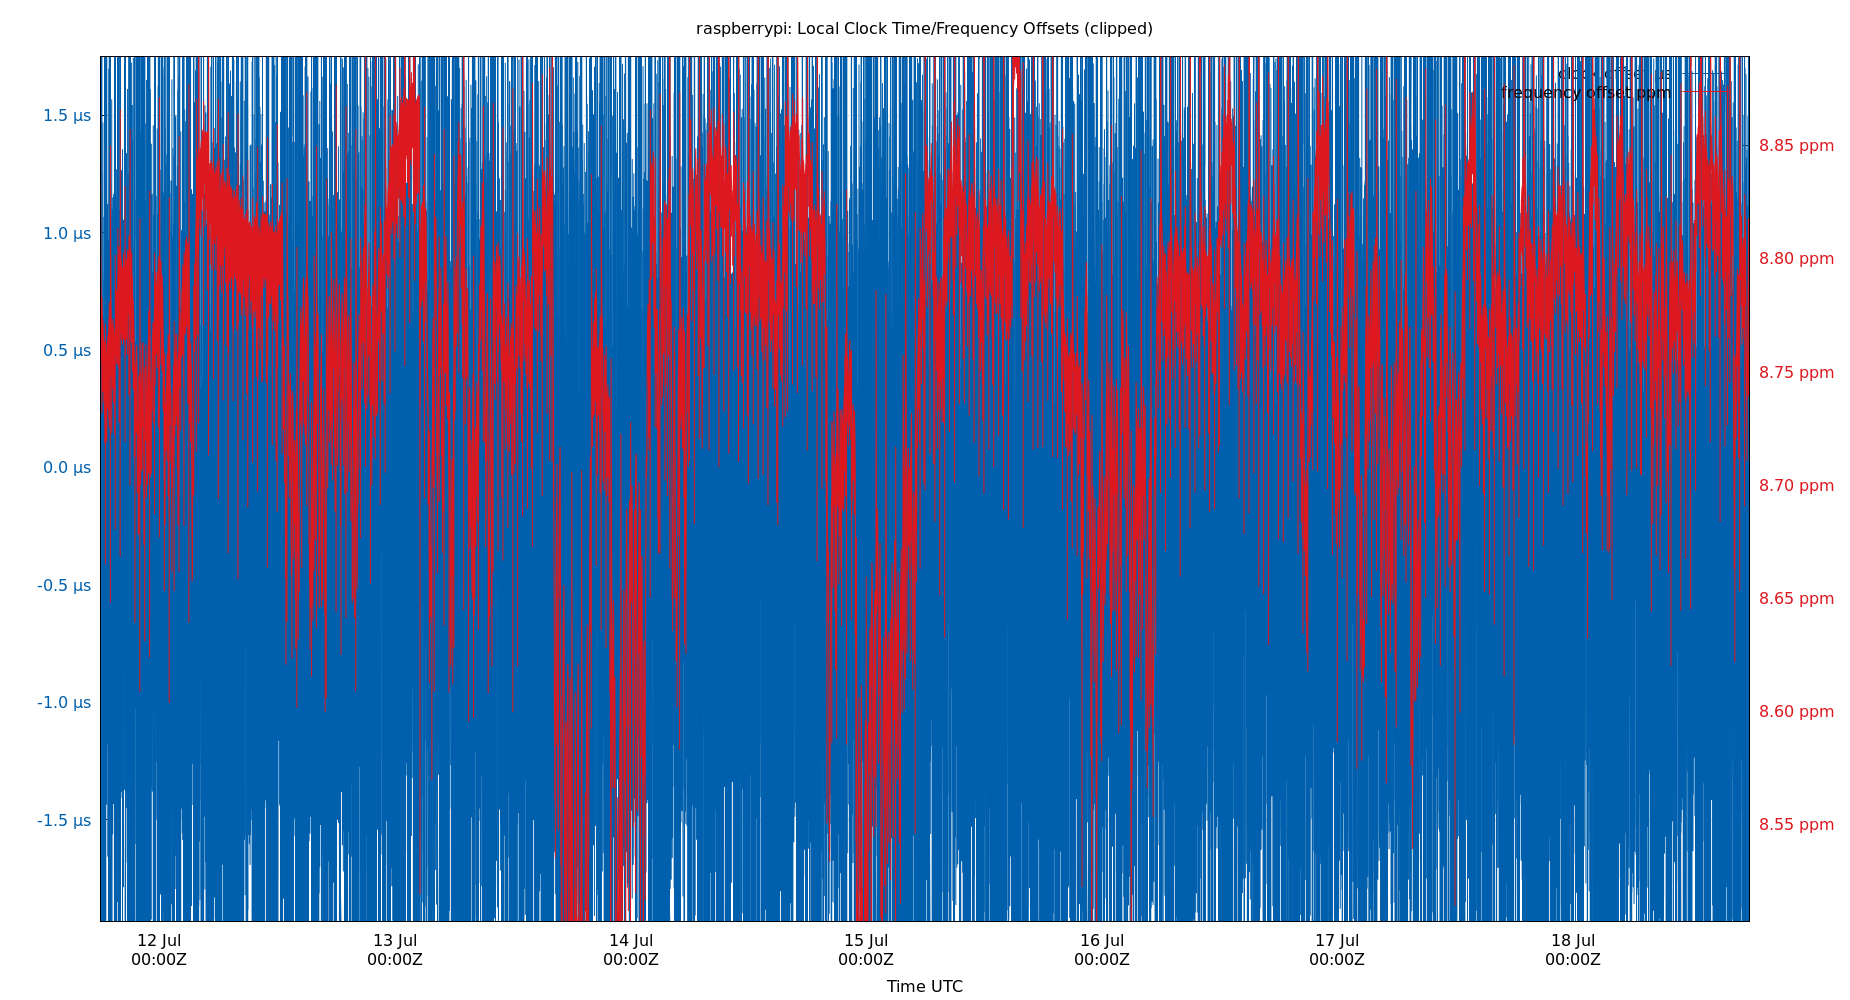 raspberrypi: Local Clock Time/Frequency Offsets (clipped)
clock offset µs
frequency offset ppm
1.5 µs
1.0 µs
0.5 µs
0.0 µs
-0.5 µs
-1.0 µs
-1.5 µs
8.85 ppm
8.80 ppm
8.75 ppm
8.70 ppm
8.65 ppm
8.60 ppm
8.55 ppm
12 Jul 13 Jul 14 Jul 15 Jul 16 Jul 17 Jul 18 Jul
00:00Z 00:00Z 00:00Z 00:00Z 00:00Z 00:00Z 00:00Z
Time UTC